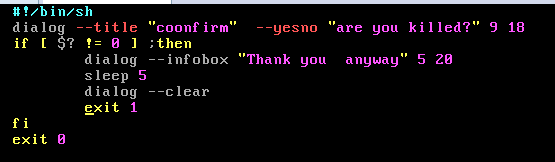 #!/bin/sh
dialog --title "coonfirm"  --yesno "are you killed?" 9 18
if [ $? != 0 ] ;then
        dialog --infobox "Thank you  anyway" 5 20
        sleep 5
        dialog --clear
        exit 1
fi
exit 0